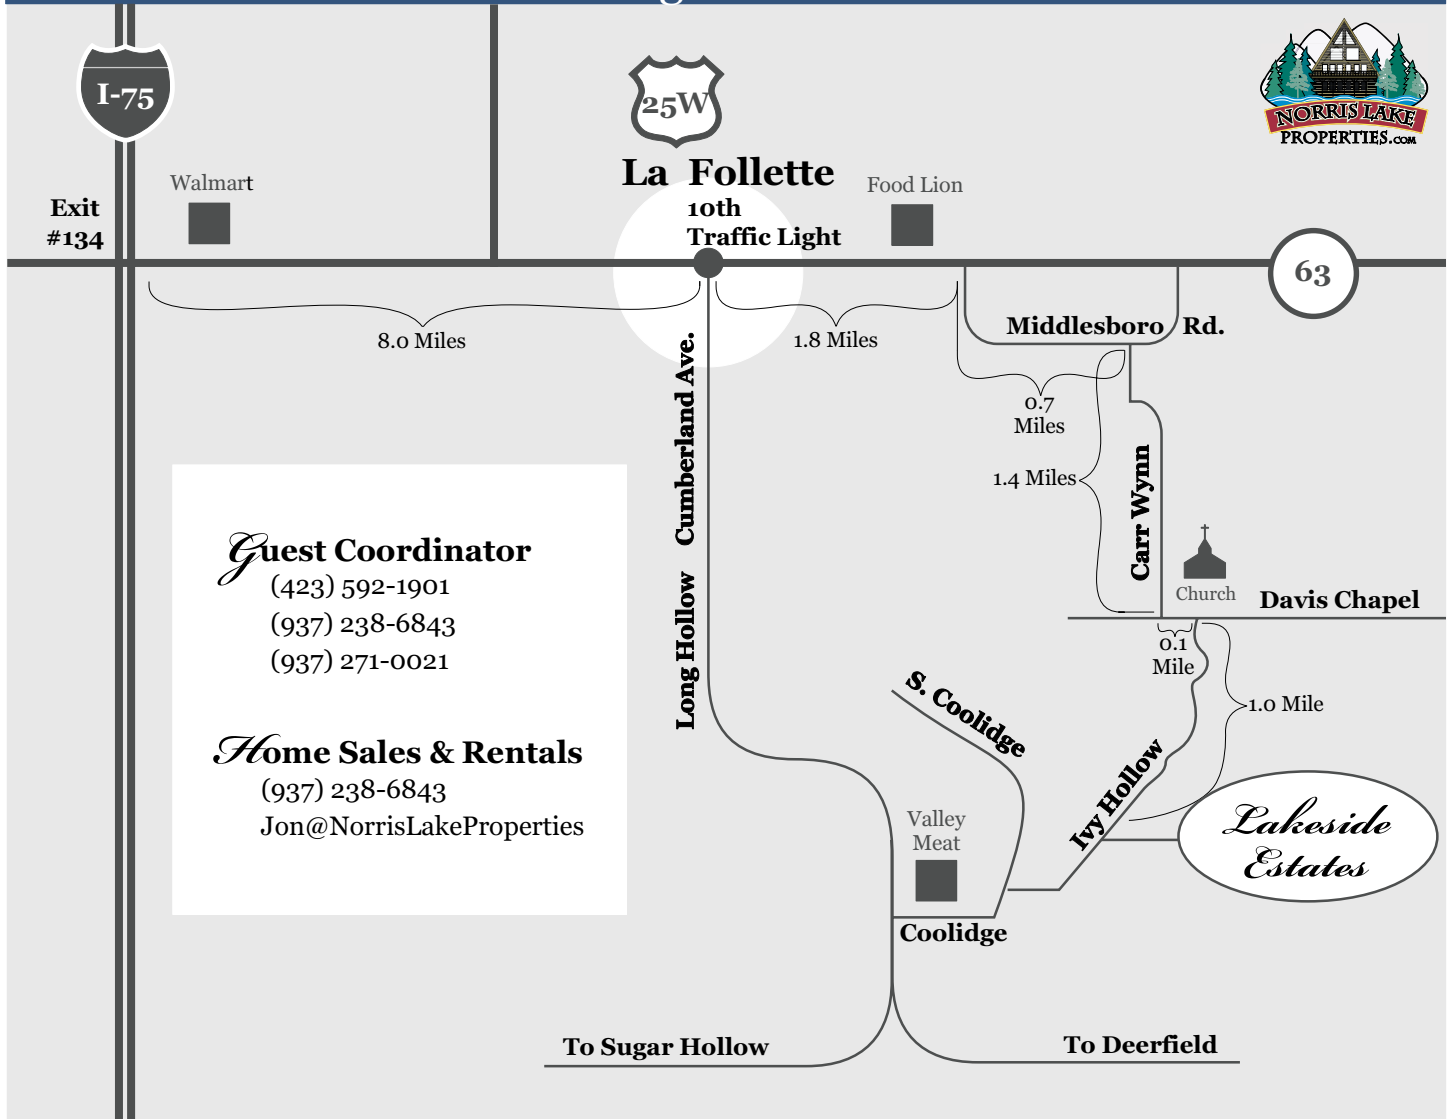 I-75
25W
NORRIS LAKE
PROPERTIES.COM
La Follette
10th
Traffic Light
Walmart
Food Lion
Exit
#134
63
8.0 Miles
1.8 Miles
Middlesboro Rd.
0.7
Miles
Cumberland Ave.
Long Hollow
1.4 Miles
Carr Wynn
Church
Davis Chapel
0.1
Mile
1.0 Mile
Guest Coordinator
(423) 592-1901
(937) 238-6843
(937) 271-0021
Home Sales & Rentals
(937) 238-6843
Jon@NorrisLakeProperties
S. Coolidge
Ivy Hollow
Valley
Meat
Lakeside
Estates
Coolidge
To Sugar Hollow
To Deerfield